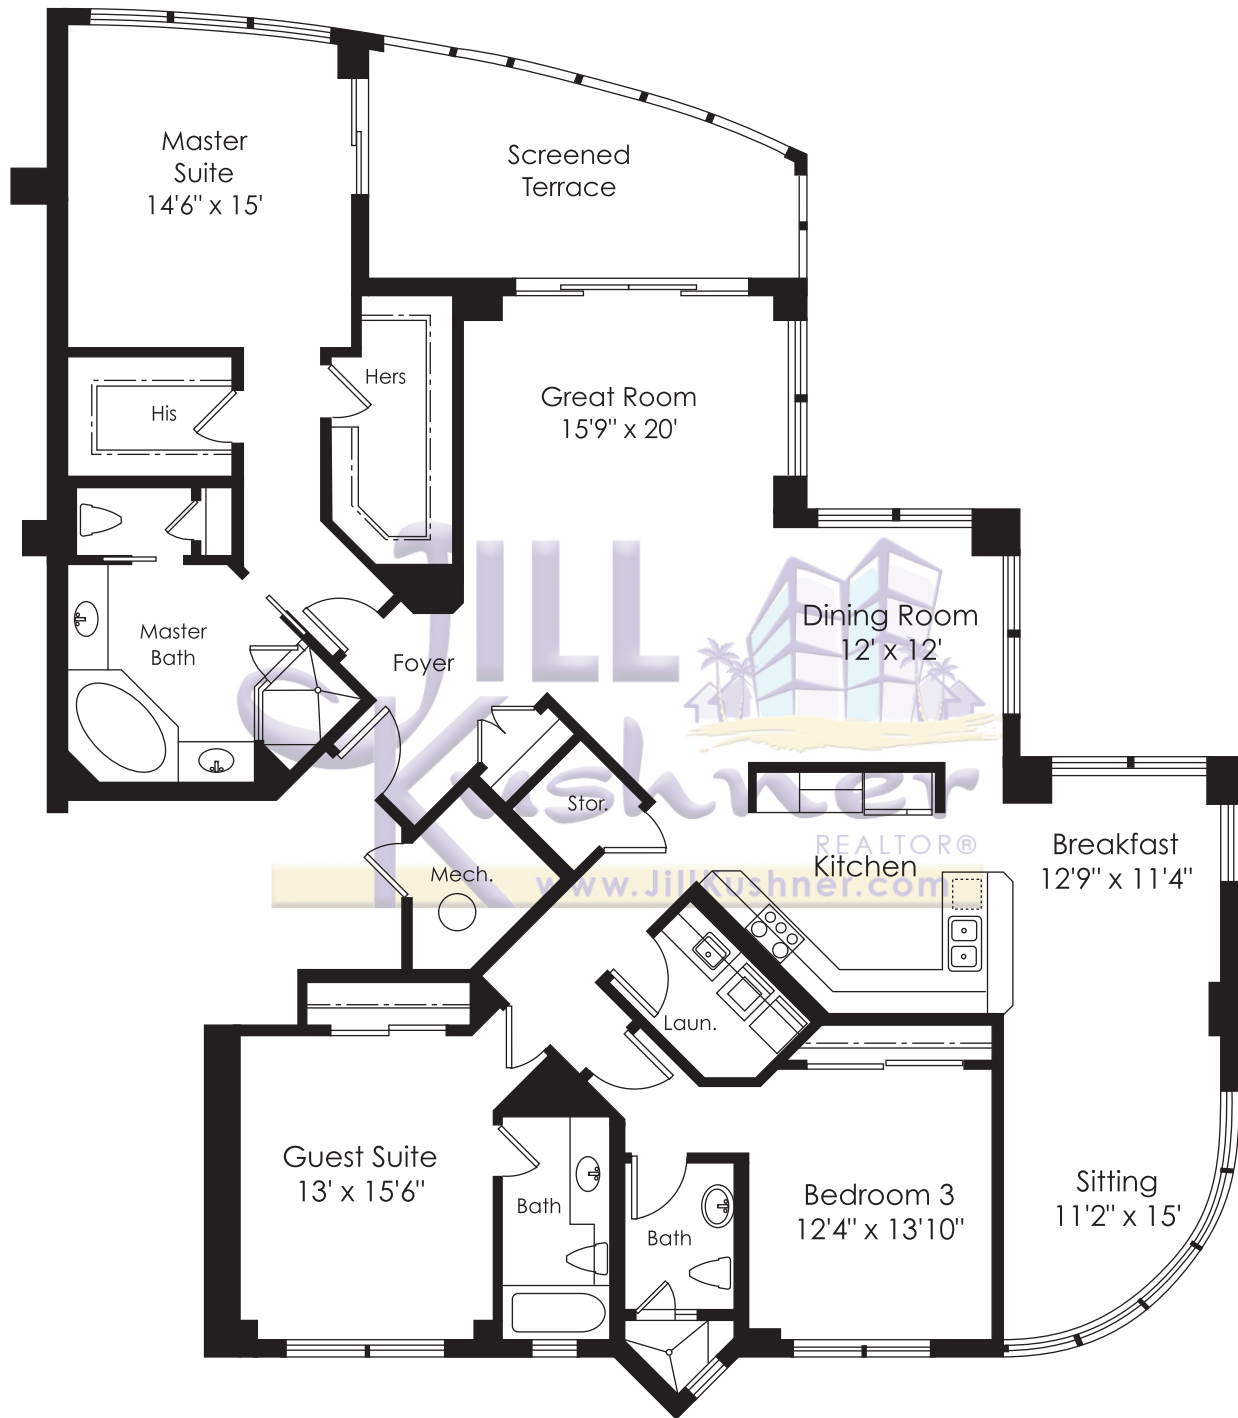 Master
Suite
14'6" x 15'
Screened
Terrace
Hers
His
Great Room
15'9" x 20'
Master
Bath
Foyer
Dining Room
12' x 12'
JILL
Kushner
REALTOR®
www.JillKushner.com
Stor.
Mech.
Kitchen
Breakfast
12'9" x 11'4"
Laun.
Guest Suite
13' x 15'6"
Bath
Bath
Bedroom 3
12'4" x 13'10"
Sitting
11'2" x 15'